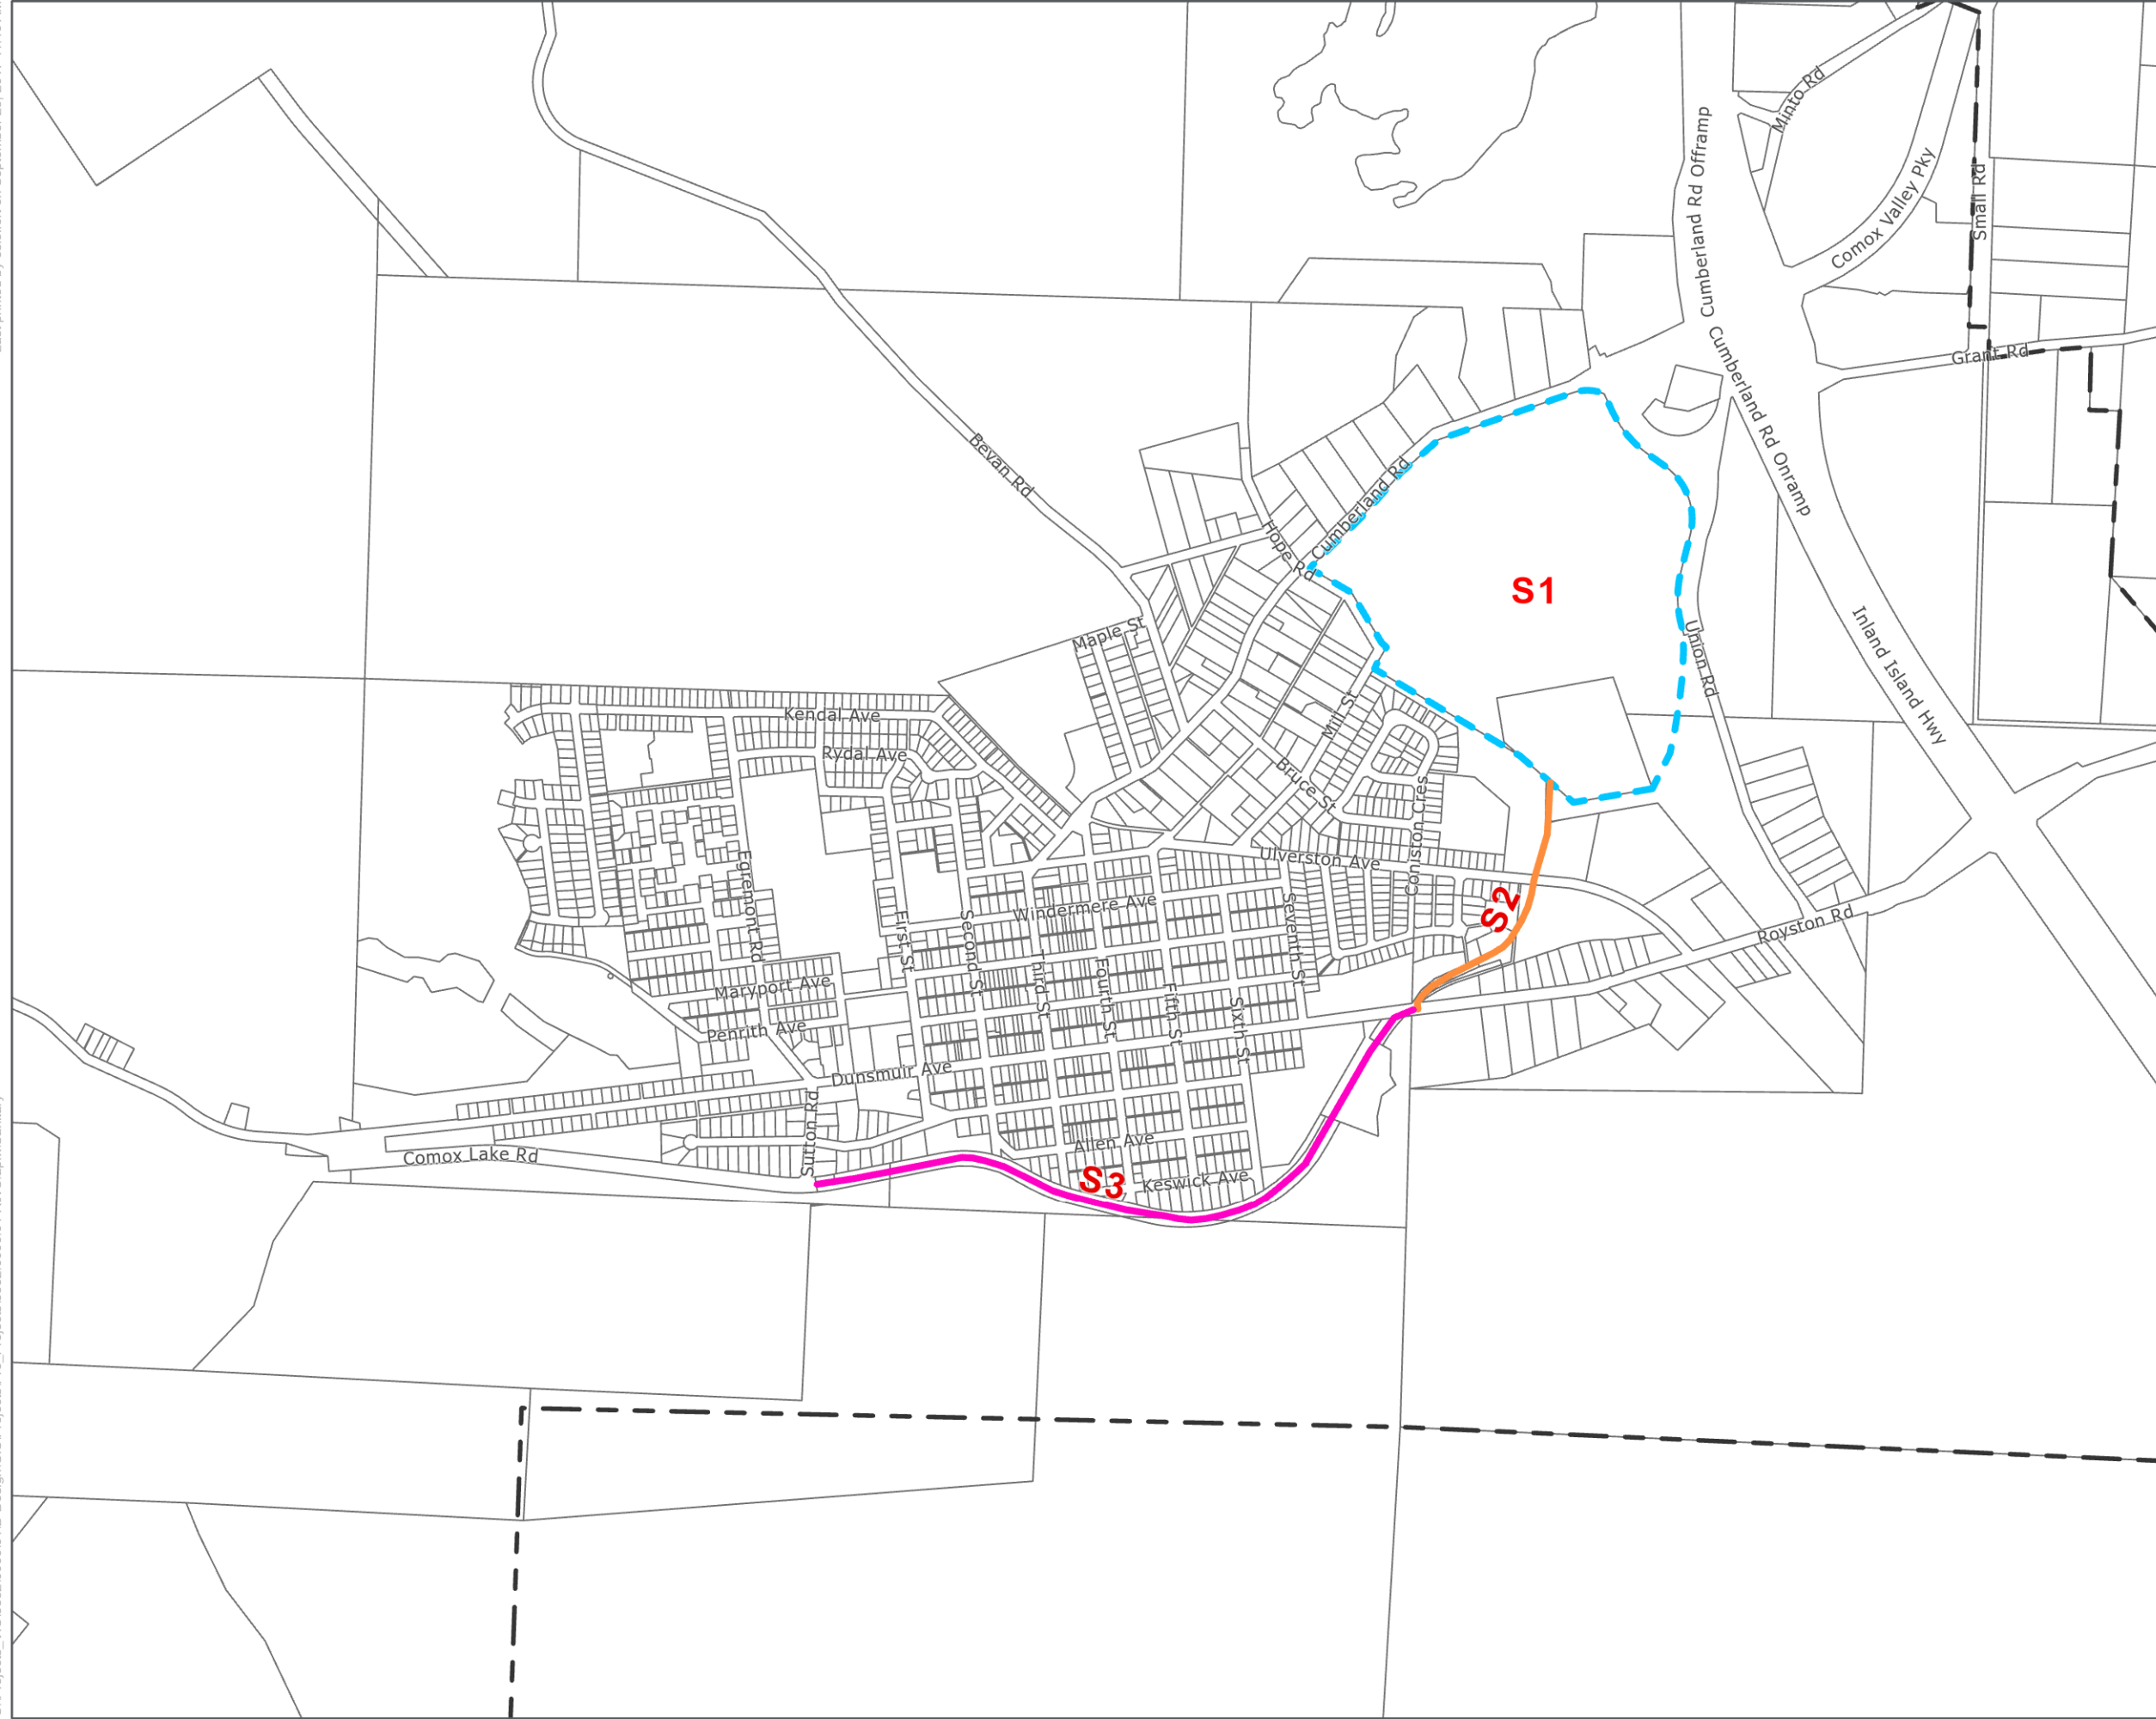 Minto Rd
Cumberland Rd Offramp
Comox Valley Pky
Small Rd
Grant Rd
Cumberland Rd Onramp
Bevan Rd
Cumberland Rd
Hope Rd
S1
Maple St
Union Rd
Inland Island Hwy
Kendal Ave
Mill St
Rydal Ave
Bruce St
Coniston Cres
Ulverston Ave
Egremont Rd
Windermere Ave
S2
First St
Second St
Seventh St
Royston Rd
Third St
Fourth St
Maryport Ave
Fifth St
Sixth St
Penrith Ave
Dunsmuir Ave
Sutton Rd
Allen Ave
Comox Lake Rd
S3
Keswick Ave